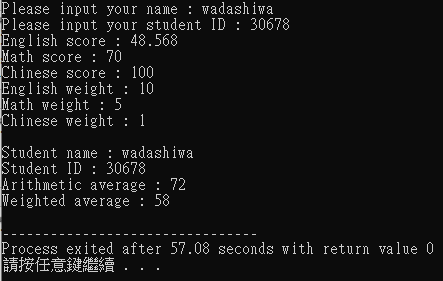 Please input your name : wadashiwa
Please input your student ID : 30678
English score : 48.568
Math score : 70
Chinese score : 100
English weight : 10
Math weight : 5
Chinese weight : 1

Student name : wadashiwa
Student ID : 30678
Arithmetic average : 72
Weighted average : 58

--------------------------------
Process exited after 57.08 seconds with return value 0
請按任意鍵繼續 . . .